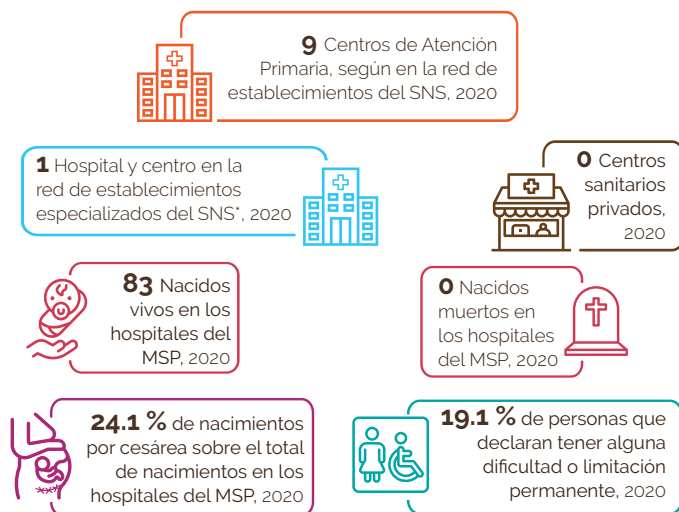 9 Centros de Atención
Primaria, según en la red de
establecimientos del SNS, 2020
1 Hospital y centro en la
red de establecimientos
especializados del SNS*, 2020
0 Centros
sanitarios
privados,
2020
83 Nacidos
vivos en los
hospitales del
MSP, 2020
0 Nacidos
muertos en
los hospitales
del MSP, 2020
24.1 % de nacimientos
por cesárea sobre el total
de nacimientos en los
hospitales del MSP, 2020
19.1 % de personas que
declaran tener alguna
dificultad o limitación
permanente, 2020